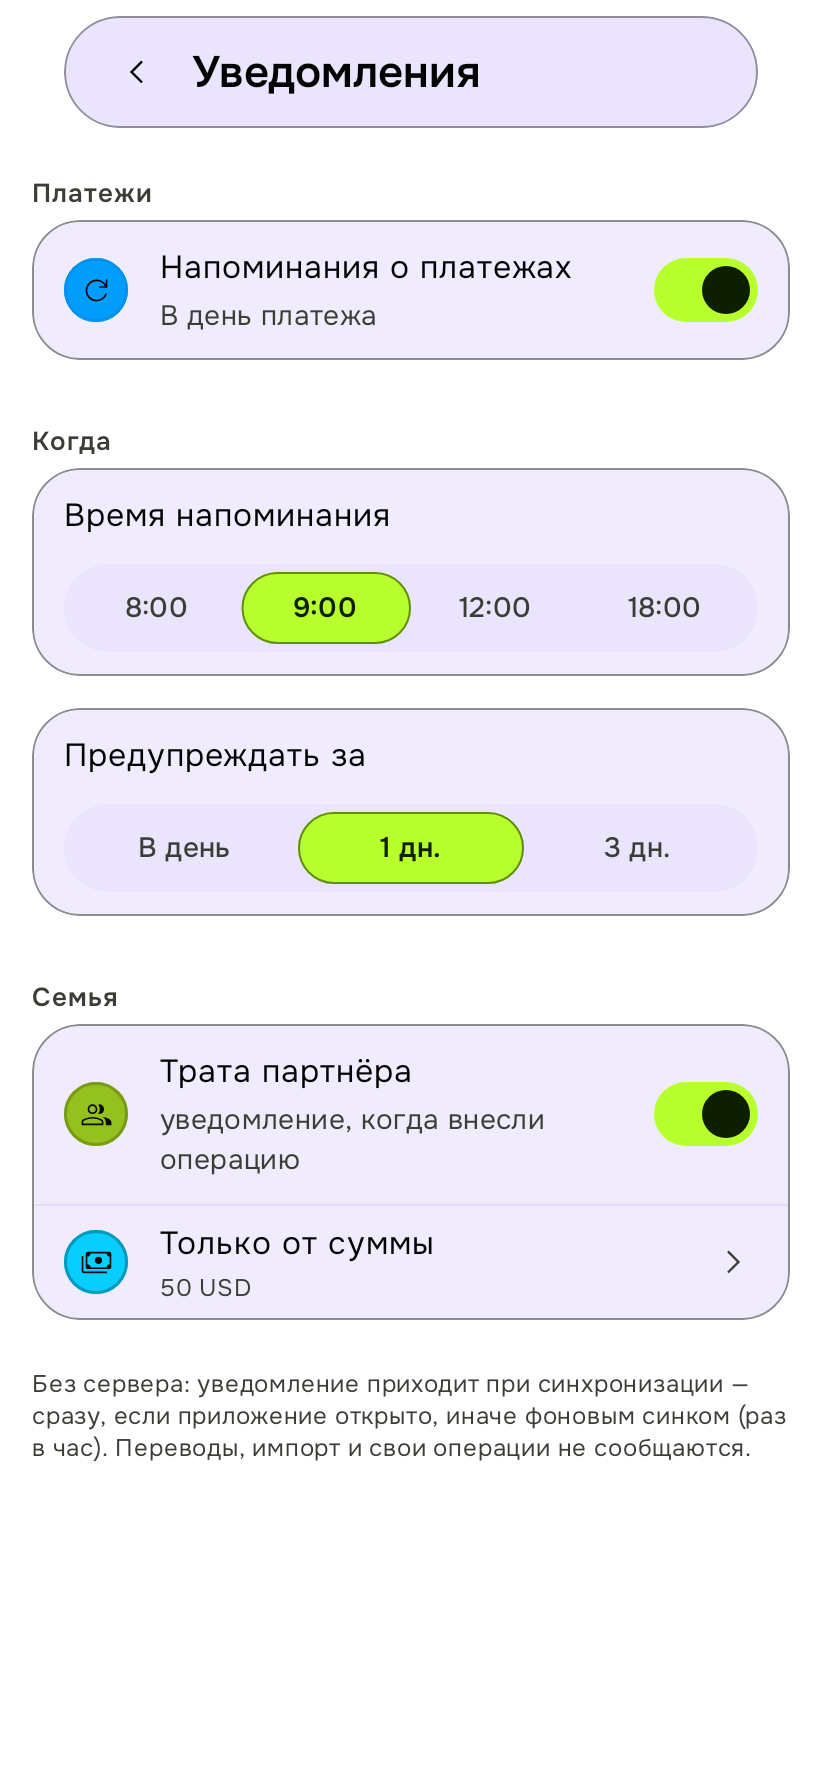 Уведомления
Платежи
Напоминания о платежах
В день платежа
Когда
Время напоминания
8:00 9:00 12:00 18:00
Предупреждать за
В день 1 дн. 3 дн.
Семья
Трата партнёра
уведомление, когда внесли
операцию
Только от суммы
50 USD
Без сервера: уведомление приходит при синхронизации —
сразу, если приложение открыто, иначе фоновым синком (раз
в час). Переводы, импорт и свои операции не сообщаются.